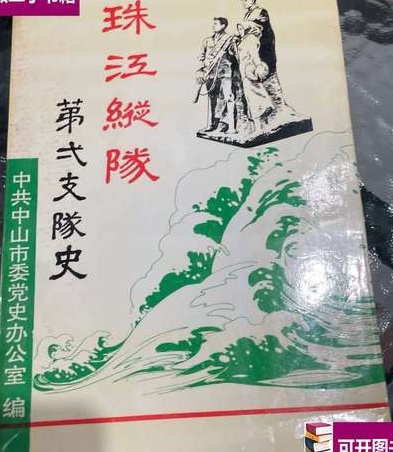 珠江縱隊
第弍支隊史
中共中山市委党史办公室 编
可开图书